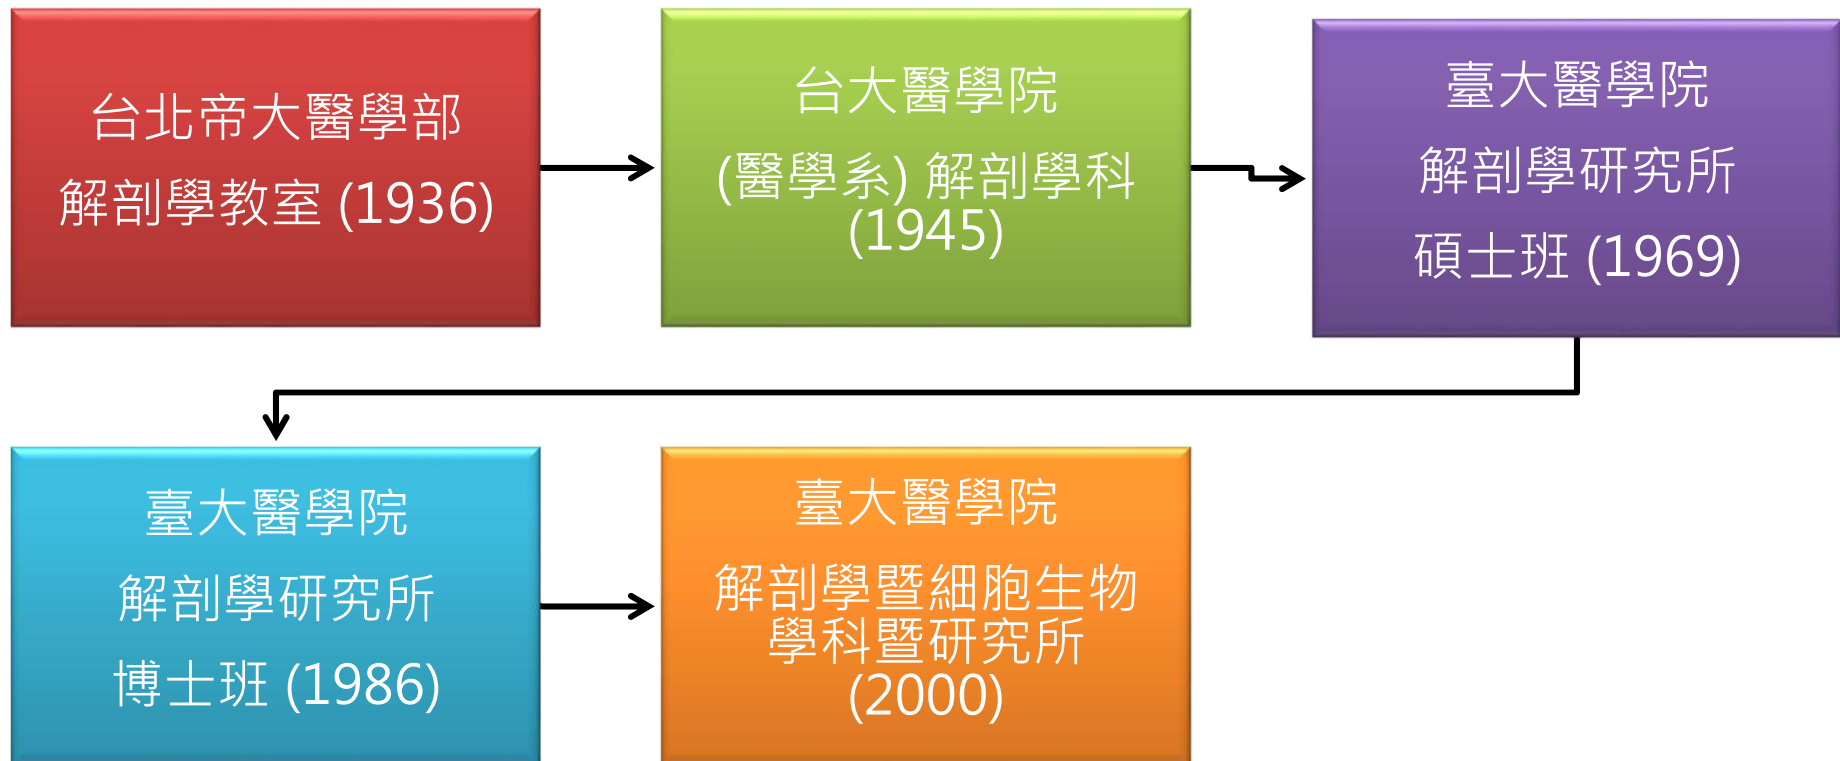 台北帝大醫學部
解剖學教室 (1936)
台大醫學院
(醫學系) 解剖學科
(1945)
臺大醫學院
解剖學研究所
碩士班 (1969)
臺大醫學院
解剖學研究所
博士班 (1986)
臺大醫學院
解剖學暨細胞生物
學科暨研究所
(2000)